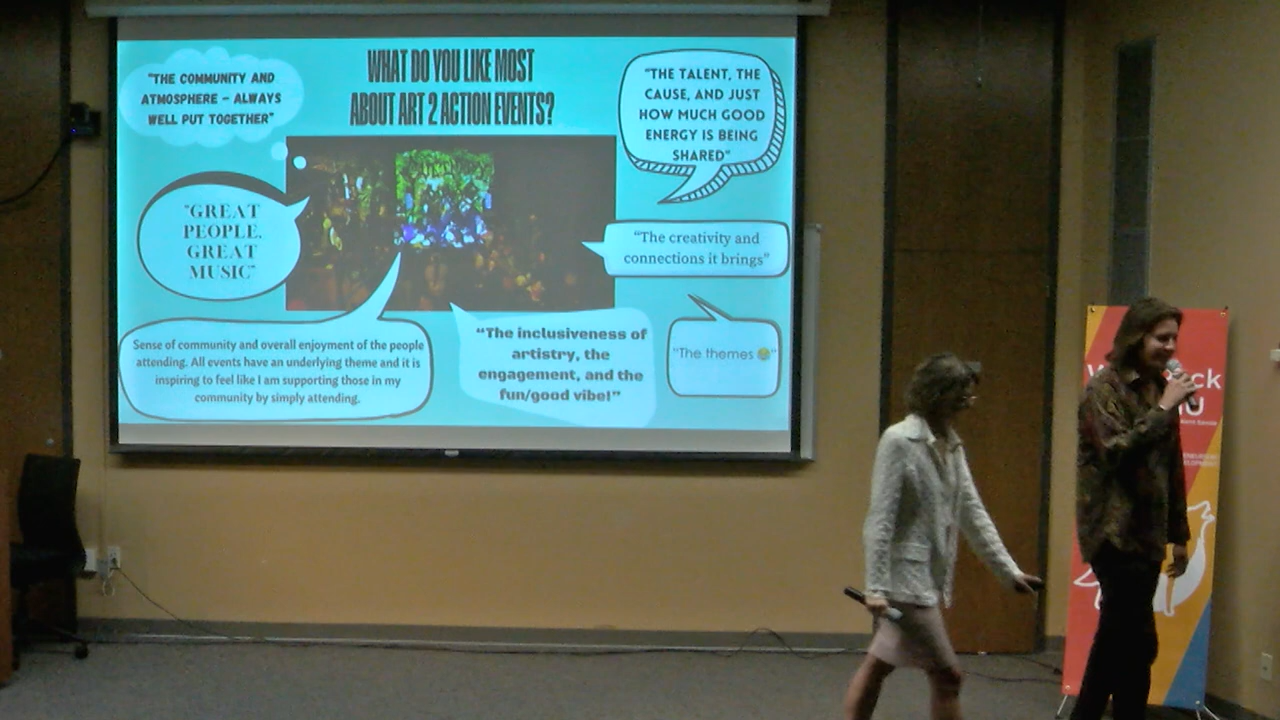 WHAT DO YOU LIKE MOST
ABOUT ART 2 ACTION EVENTS?
"THE COMMUNITY AND
ATMOSPHERE - ALWAYS
WELL PUT TOGETHER"
"THE TALENT, THE
CAUSE, AND JUST
HOW MUCH GOOD
ENERGY IS BEING
SHARED"
"GREAT
PEOPLE.
GREAT
MUSIC"
"The creativity and
connections it brings"
Sense of community and overall enjoyment of the people
attending. All events have an underlying theme and it is
inspiring to feel like I am supporting those in my
community by simply attending.
"The inclusiveness of
artistry, the
engagement, and the
fun/good vibe!"
"The themes 😂"